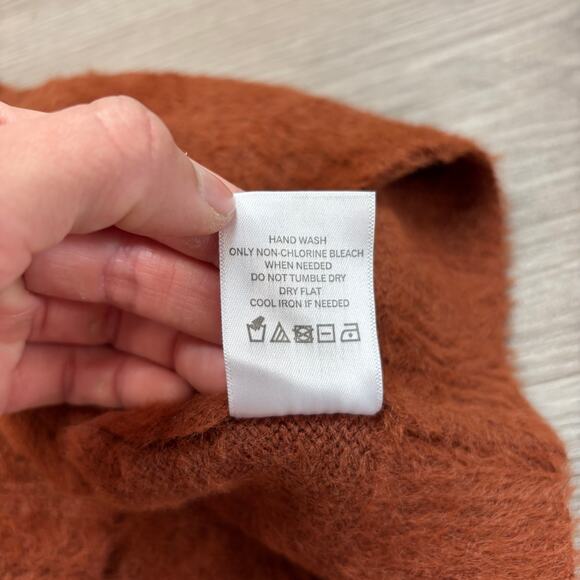 HAND WASH
ONLY NON-CHLORINE BLEACH
WHEN NEEDED
DO NOT TUMBLE DRY
DRY FLAT
COOL IRON IF NEEDED